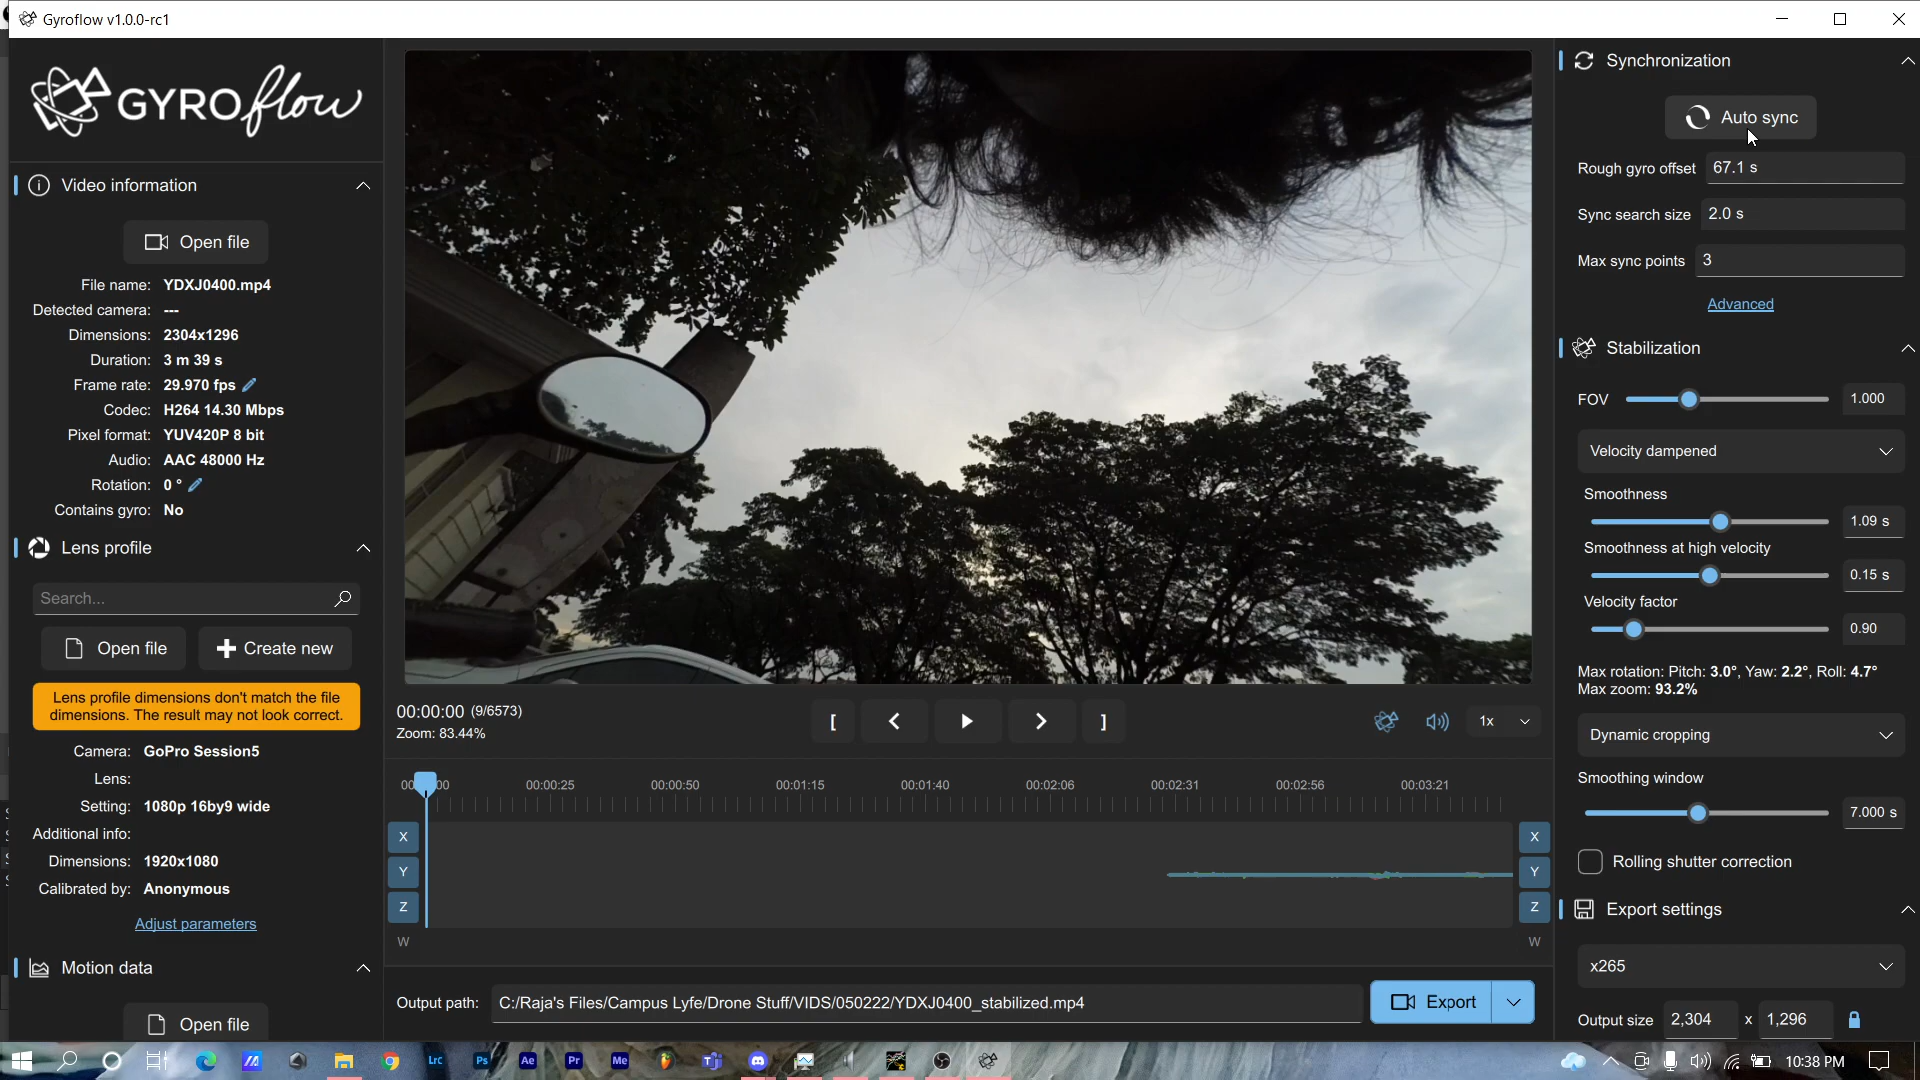 Gyroflow v1.0.0-rc1
GYROflow
Video information
Open file
File name: YDXJ0400.mp4
Detected camera: ---
Dimensions: 2304x1296
Duration: 3 m 39 s
Frame rate: 29.970 fps
Codec: H264 14.30 Mbps
Pixel format: YUV420P 8 bit
Audio: AAC 48000 Hz
Rotation: 0 °
Contains gyro: No
Lens profile
Search...
Open file
Create new
Lens profile dimensions don't match the file
dimensions. The result may not look correct.
Camera: GoPro Session5
Lens:
Setting: 1080p 16by9 wide
Additional info:
Dimensions: 1920x1080
Calibrated by: Anonymous
Adjust parameters
Motion data
Open file
00:00:00 (9/6573)
Zoom: 83.44%
[
]
1x
00:00:25 00:00:50 00:01:15 00:01:40 00:02:06 00:02:31 00:02:56 00:03:21
X X
Y Y
Z Z
W W
Output path: C:/Raja's Files/Campus Lyfe/Drone Stuff/VIDS/050222/YDXJ0400_stabilized.mp4
Export
Synchronization
Auto sync
Rough gyro offset 67.1 s
Sync search size 2.0 s
Max sync points 3
Advanced
Stabilization
FOV 1.000
Velocity dampened
Smoothness
1.09 s
Smoothness at high velocity
0.15 s
Velocity factor
0.90
Max rotation: Pitch: 3.0°, Yaw: 2.2°, Roll: 4.7°
Max zoom: 93.2%
Dynamic cropping
Smoothing window
7.000 s
Rolling shutter correction
Export settings
x265
Output size 2,304 x 1,296
LrC Ps Ae Pr Me
10:38 PM